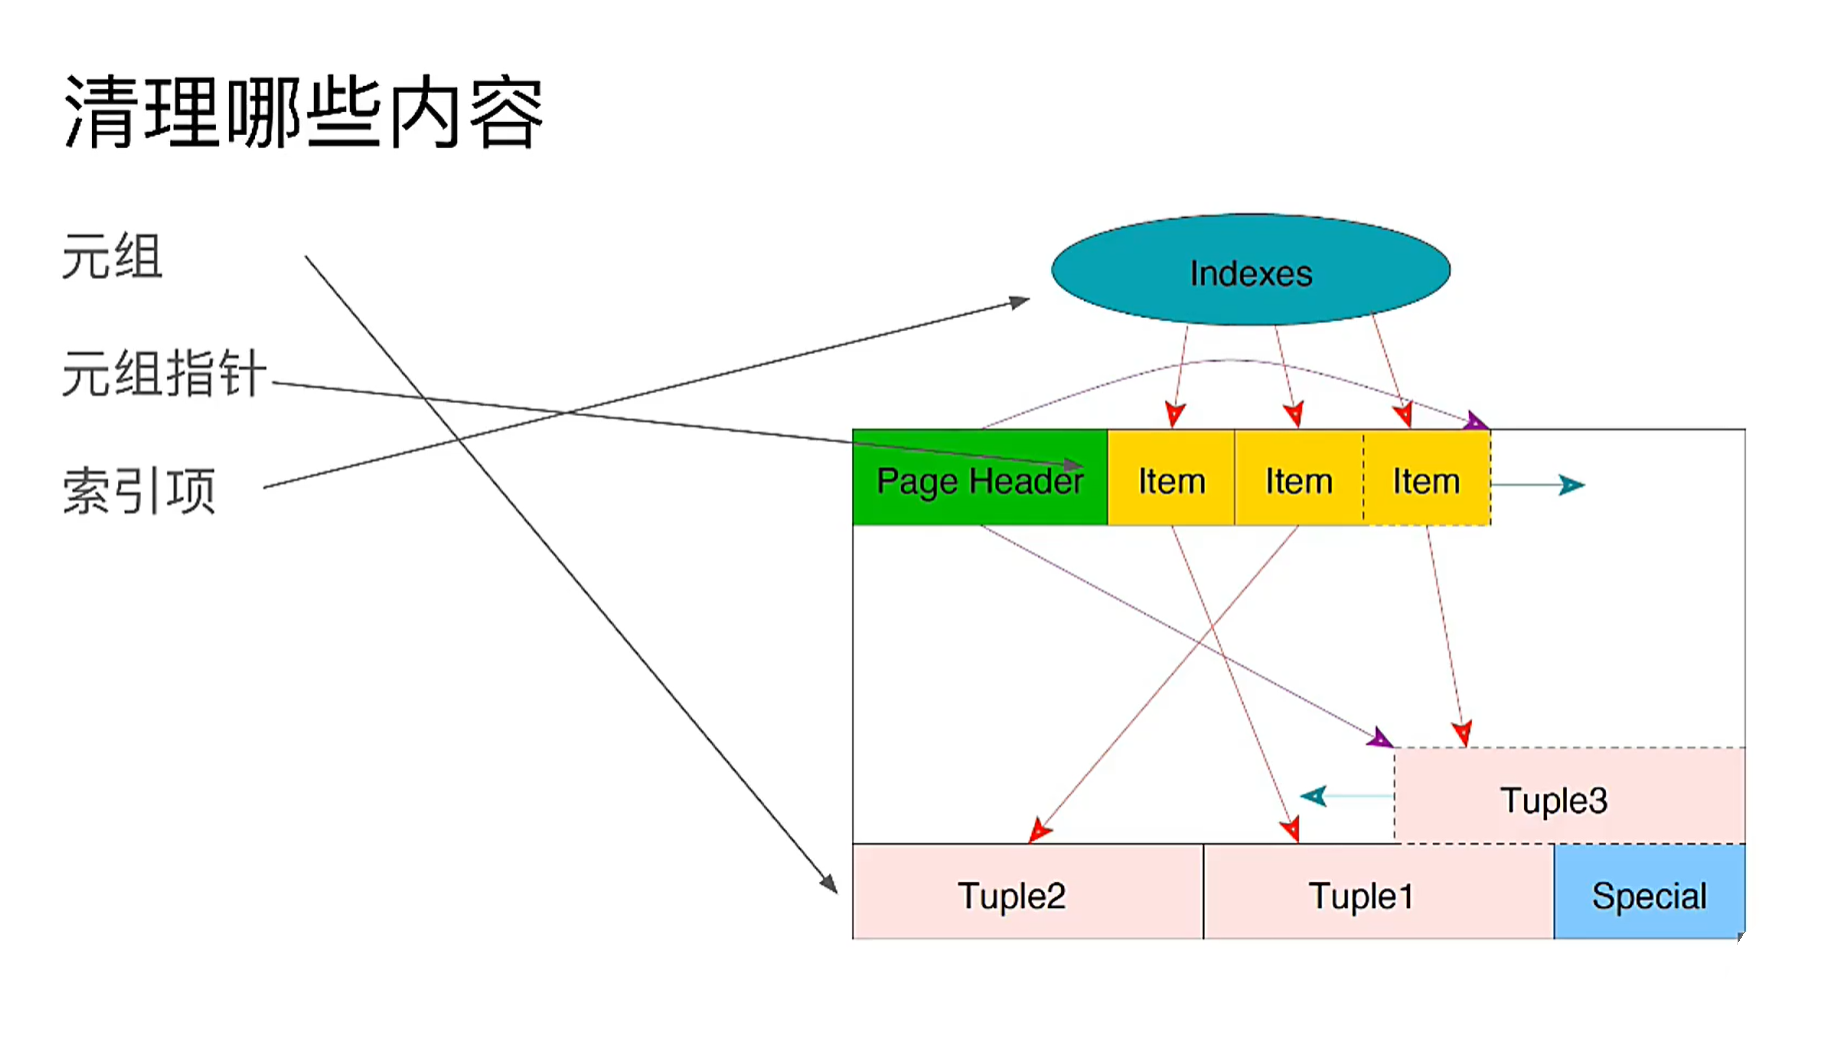 清理哪些内容
元组
元组指针
索引项
Indexes
Page Header
Item
Item
Item
Tuple3
Tuple2
Tuple1
Special